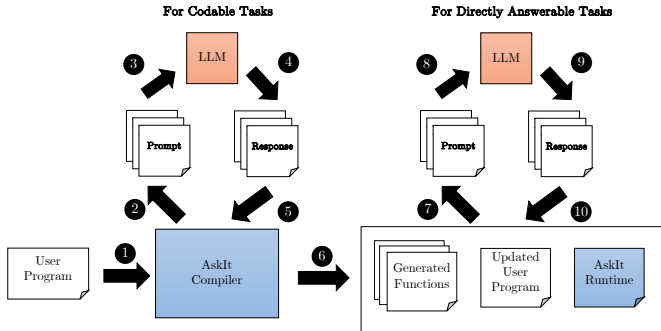 For Codable Tasks
For Directly Answerable Tasks
3
LLM
4
8
LLM
9
Prompt
Response
Prompt
Response
2
5
7
10
User
Program
1
AskIt
Compiler
6
Generated
Functions
Updated
User
Program
AskIt
Runtime